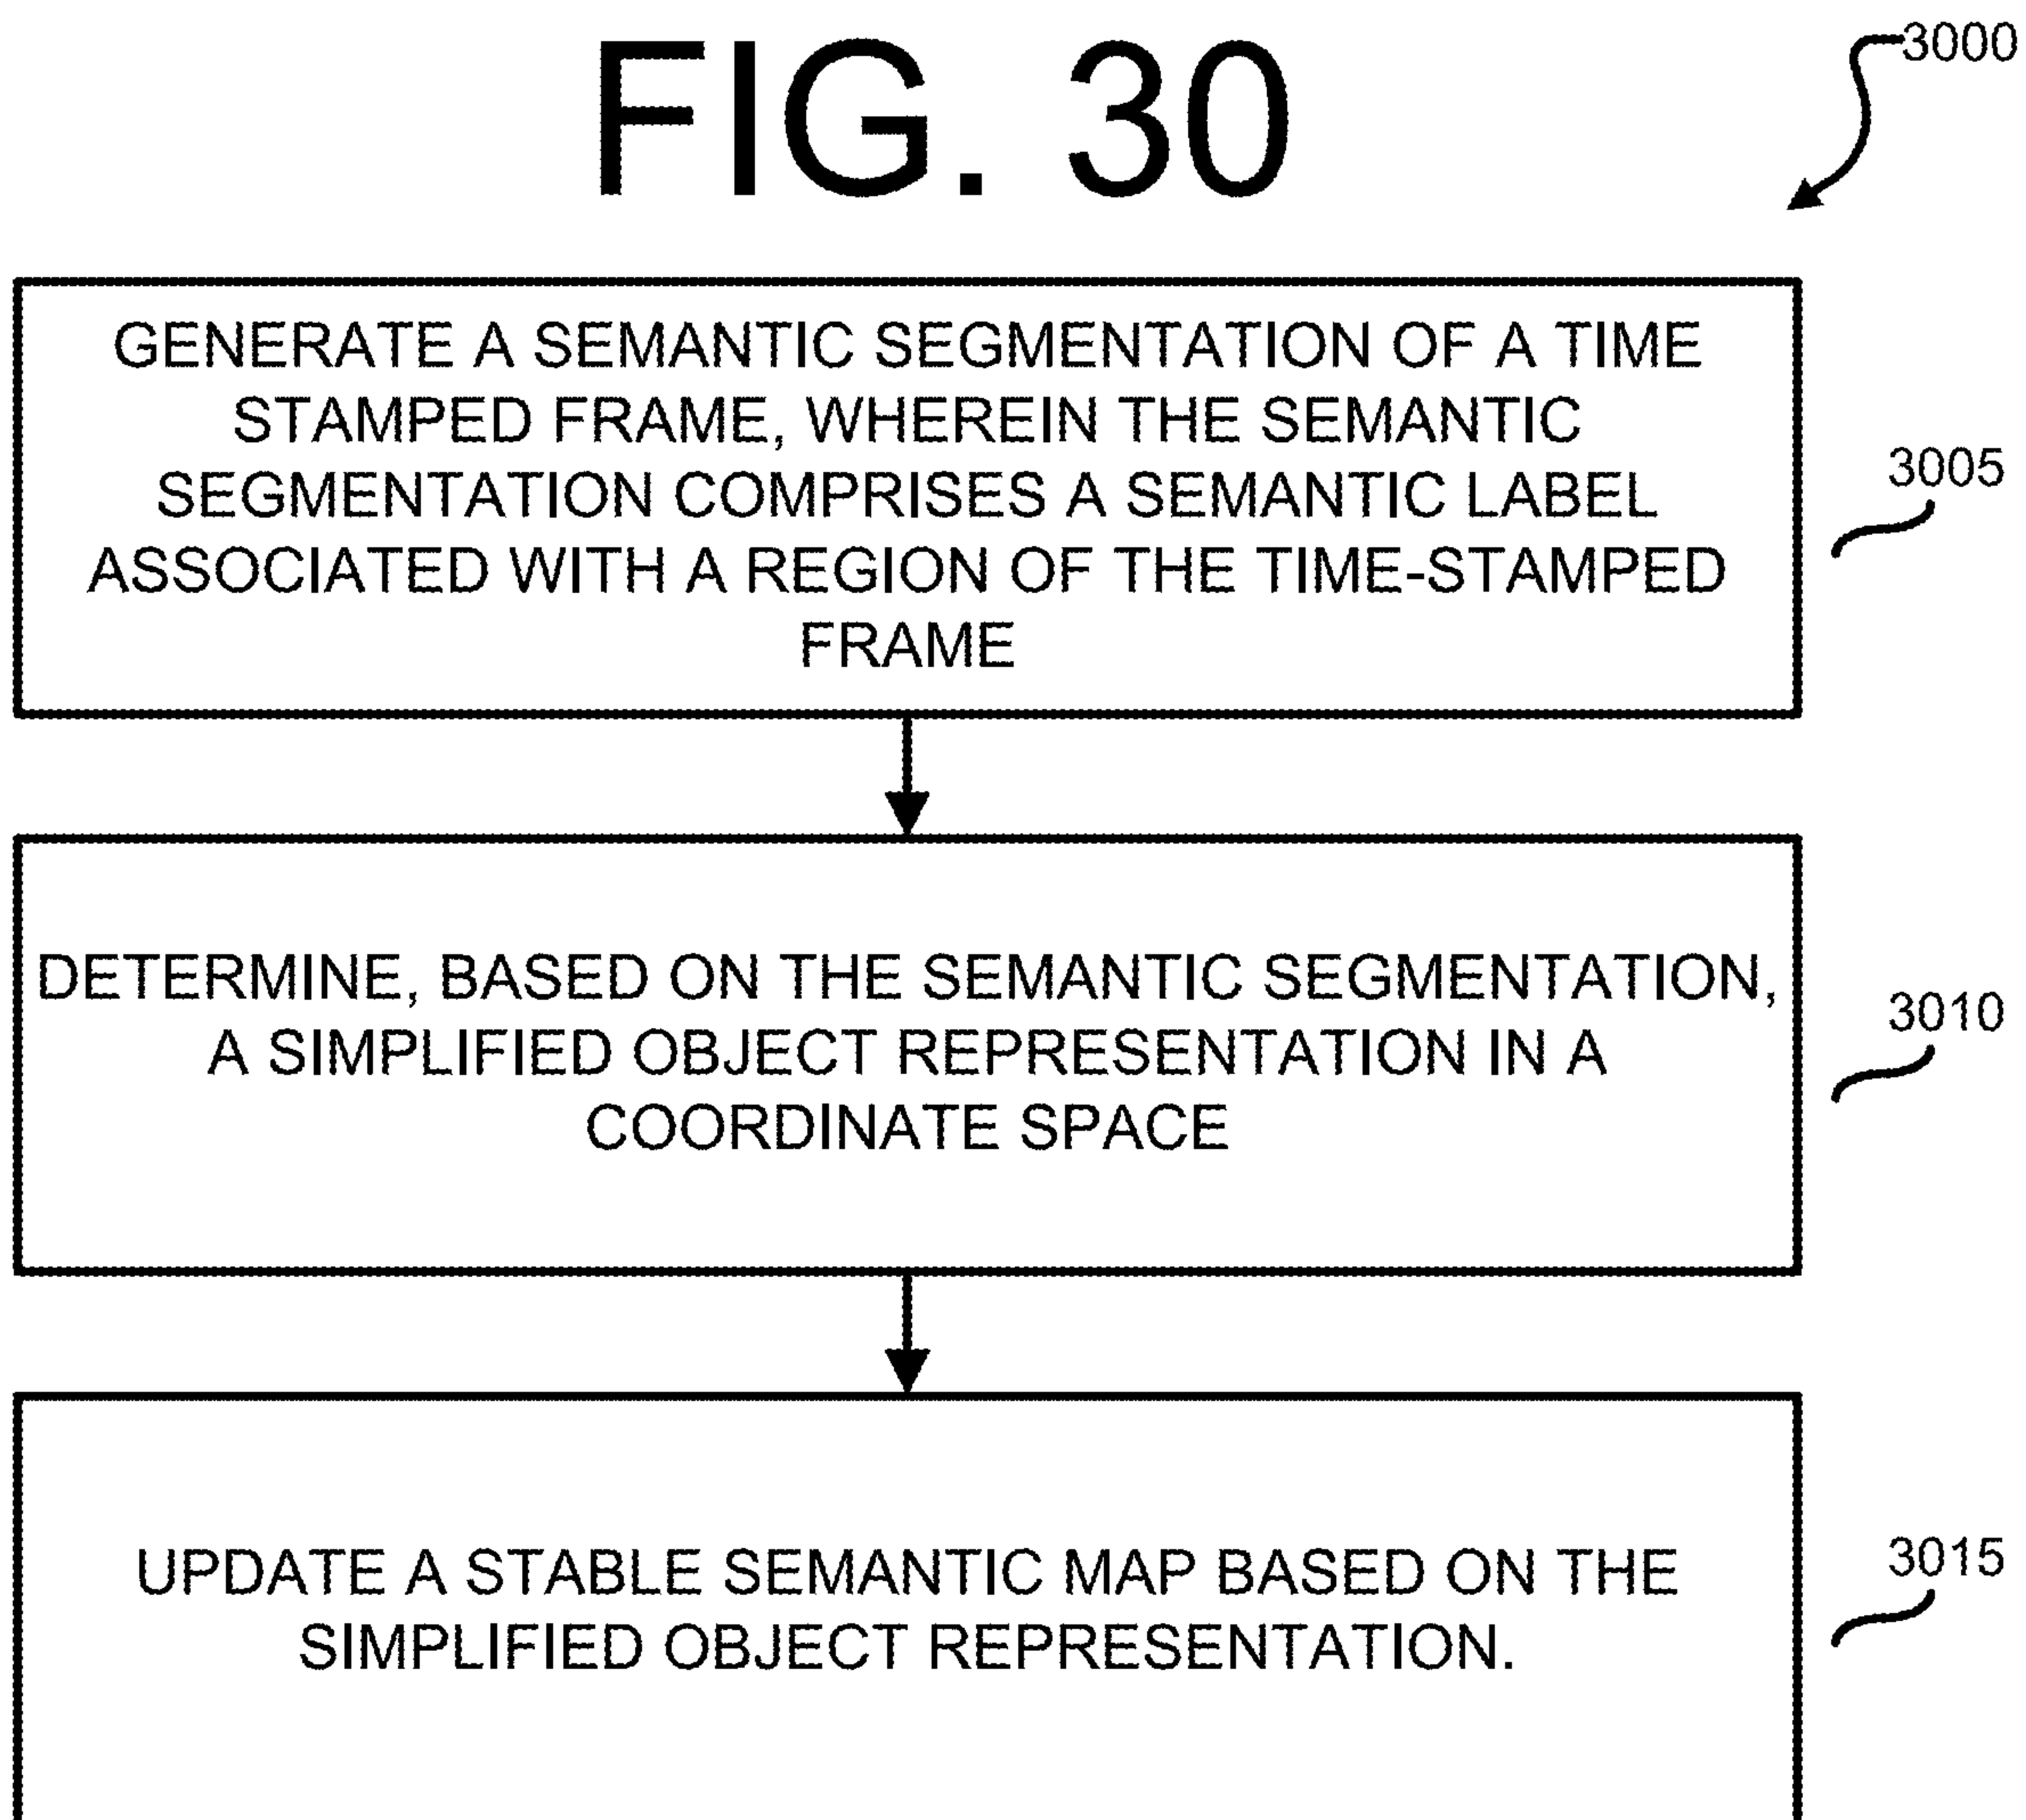 FIG. 30
3000
GENERATE A SEMANTIC SEGMENTATION OF A TIME
STAMPED FRAME, WHEREIN THE SEMANTIC
SEGMENTATION COMPRISES A SEMANTIC LABEL
ASSOCIATED WITH A REGION OF THE TIME-STAMPED
FRAME
3005
DETERMINE, BASED ON THE SEMANTIC SEGMENTATION,
A SIMPLIFIED OBJECT REPRESENTATION IN A
COORDINATE SPACE
3010
UPDATE A STABLE SEMANTIC MAP BASED ON THE
SIMPLIFIED OBJECT REPRESENTATION.
3015